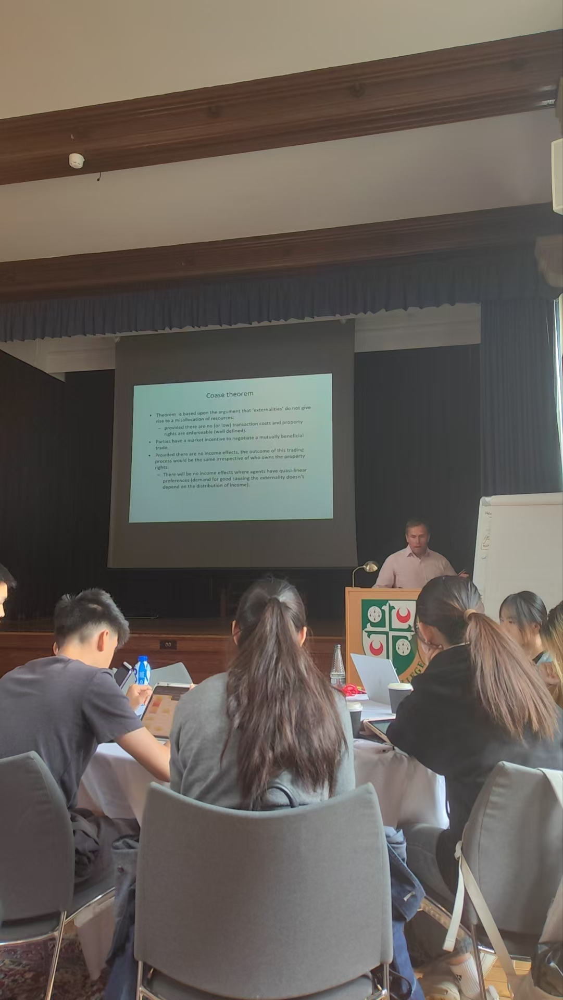 Coase theorem
• Theorem is based upon the argument that 'externalities' do not give
rise to a misallocation of resources:
– provided there are no (or low) transaction costs and property
rights are enforceable (well defined).
• Parties have a market incentive to negotiate a mutually beneficial
trade.
• Provided there are no income effects, the outcome of this trading
process would be the same irrespective of who owns the property
rights.
– There will be no income effects where agents have quasi-linear
preferences (demand for good causing the externality doesn't
depend on the distribution of income).